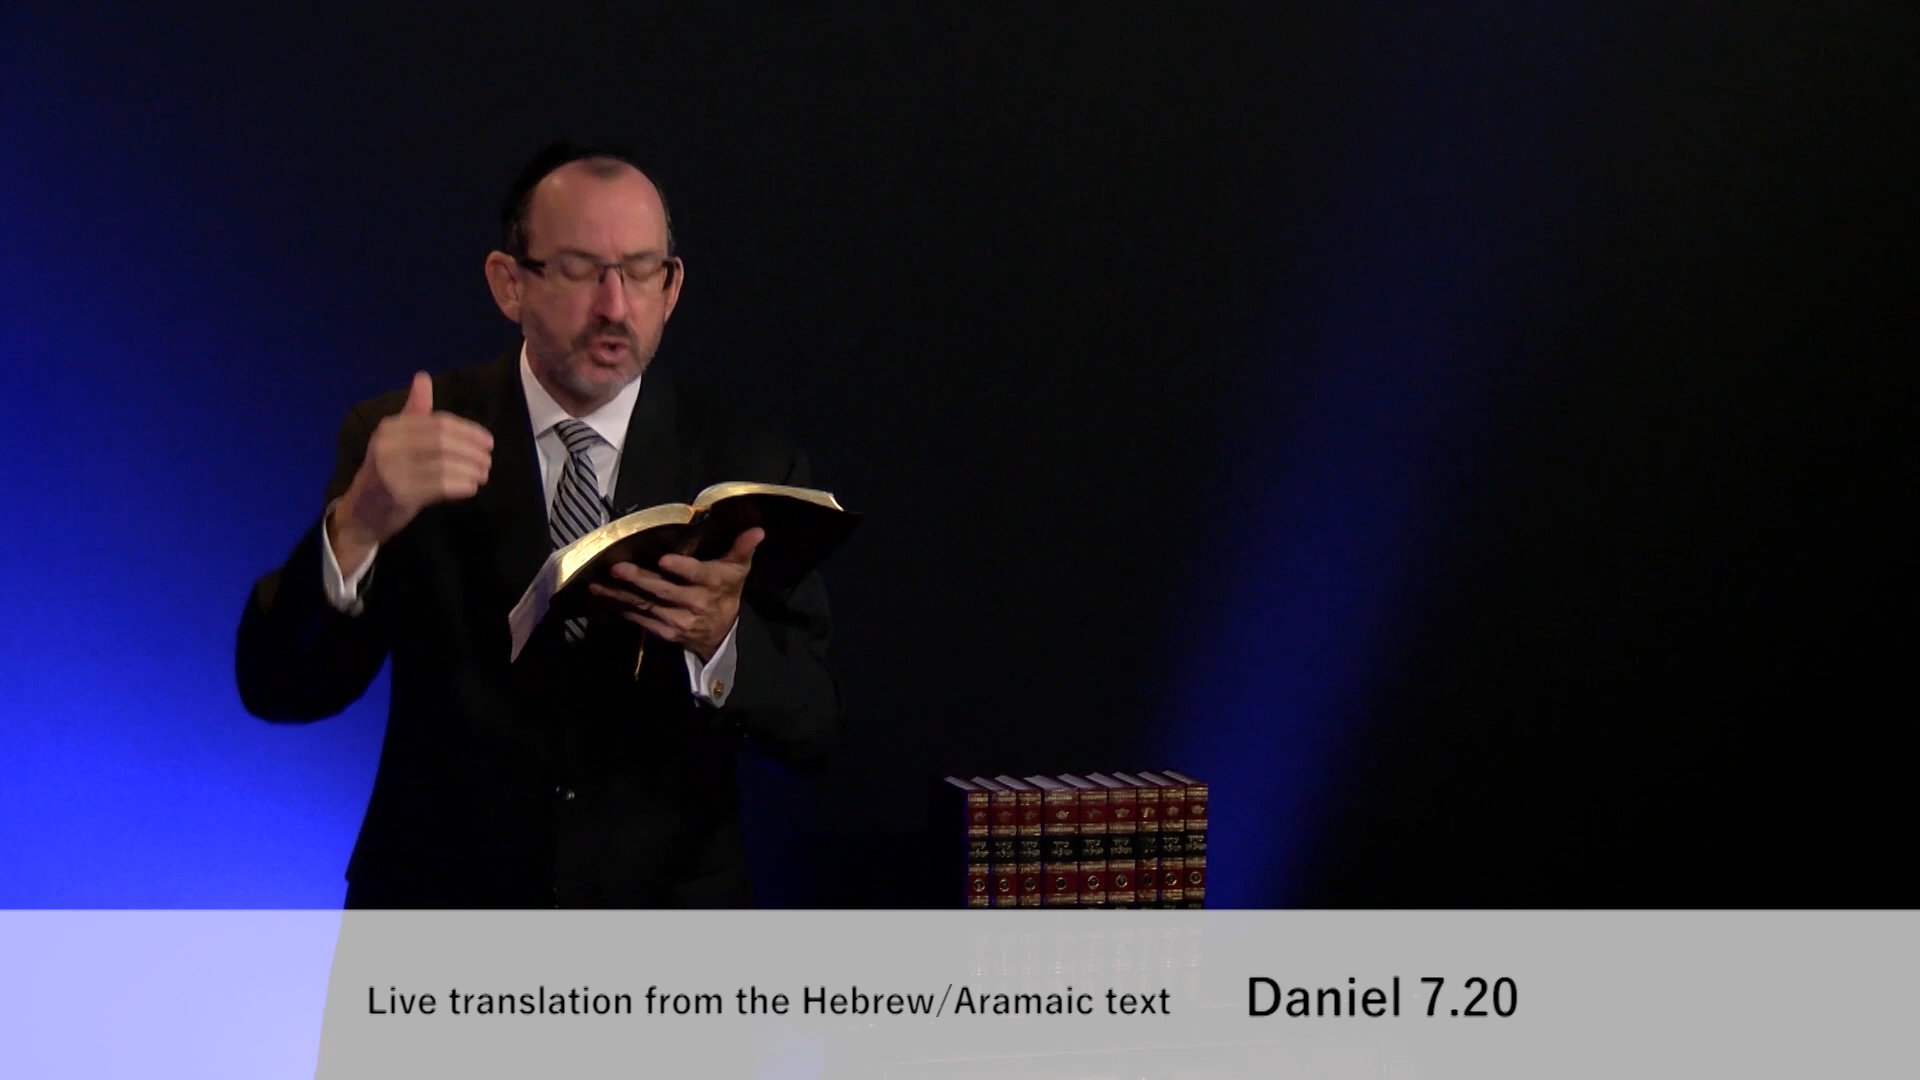 Live translation from the Hebrew/Aramaic text
Daniel 7.20